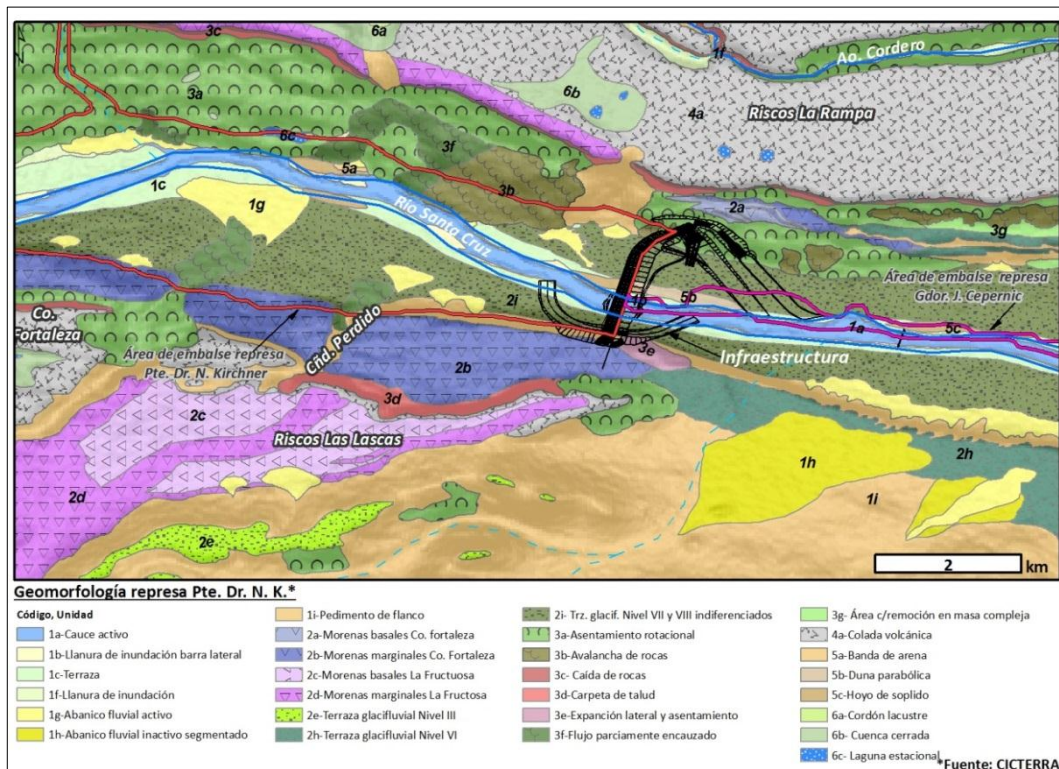 3c
6a
1f
Ao. Cordero
3a
6b
4a
Riscos La Rampa
6c
3f
5a
3b
1c
1g
Río Santa Cruz
2a
3g
Área de embalse represa
Gdor. J. Cepernic
2i
5b
1a
5c
Co.
Fortaleza
Cñd. Perdido
Área de embalse represa
Pte. Dr. N. Kirchner
2b
3e
Infraestructura
3d
2c
Riscos Las Lascas
1h
2h
2d
1i
2e
2
km
Geomorfología represa Pte. Dr. N. K.*
Código, Unidad
1a-Cauce activo
1b-Llanura de inundación barra lateral
1c-Terraza
1f-Llanura de inundación
1g-Abanico fluvial activo
1h-Abanico fluvial inactivo segmentado
1i-Pedimento de flanco
2a-Morenas basales Co. fortaleza
2b-Morenas marginales Co. Fortaleza
2c-Morenas basales La Fructuosa
2d-Morenas marginales La Fructosa
2e-Terraza glacifluvial Nivel III
2h-Terraza glacifluvial Nivel VI
2i- Trz. glacif. Nivel VII y VIII indiferenciados
3a-Asentamiento rotacional
3b-Avalancha de rocas
3c- Caída de rocas
3d-Carpeta de talud
3e-Expanción lateral y asentamiento
3f-Flujo parciamente encauzado
3g- Área c/remoción en masa compleja
4a-Colada volcánica
5a-Banda de arena
5b-Duna parabólica
5c-Hoyo de soplido
6a-Cordón lacustre
6b- Cuenca cerrada
6c- Laguna estacional
*Fuente: CICTERRA